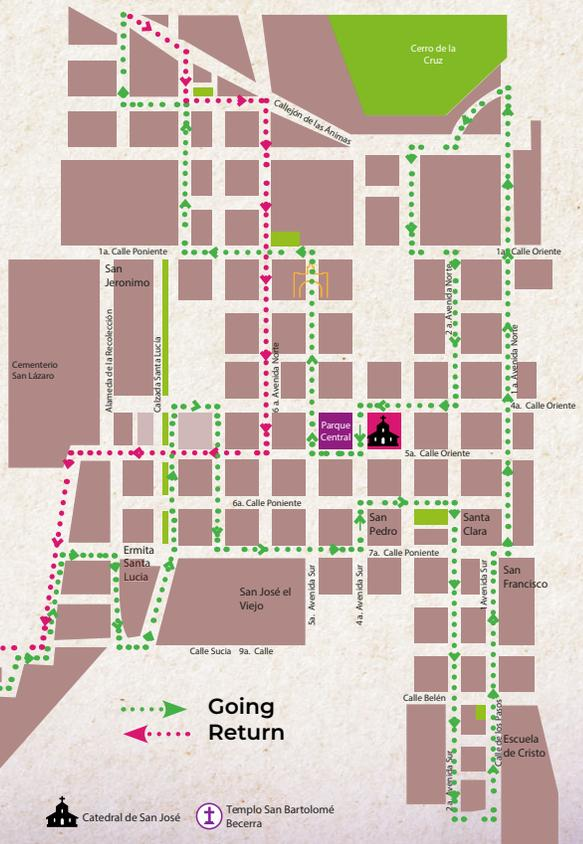 Cerro de la
Cruz
Callejón de las Ánimas
1a. Calle Poniente
1a. Calle Oriente
San
Jeronimo
Cementerio
San Lázaro
Alameda de la Recolección
Calzada Santa Lucía
6 a. Avenida Norte
2 a. Avenida Norte
1 a. Avenida Norte
4a. Calle Oriente
Parque
Central
5a. Calle Oriente
6a. Calle Poniente
San
Pedro
Santa
Clara
7a. Calle Poniente
Ermita
Santa
Lucía
San José el
Viejo
5a. Avenida Sur
4 a. Avenida Sur
Avenida Sur
San
Francisco
Calle Sucia 9a. Calle
Calle Belén
Calle de los Pasos
2a. Avenida Sur
Escuela
de Cristo
Going
Return
Catedral de San José
Templo San Bartolomé
Becerra